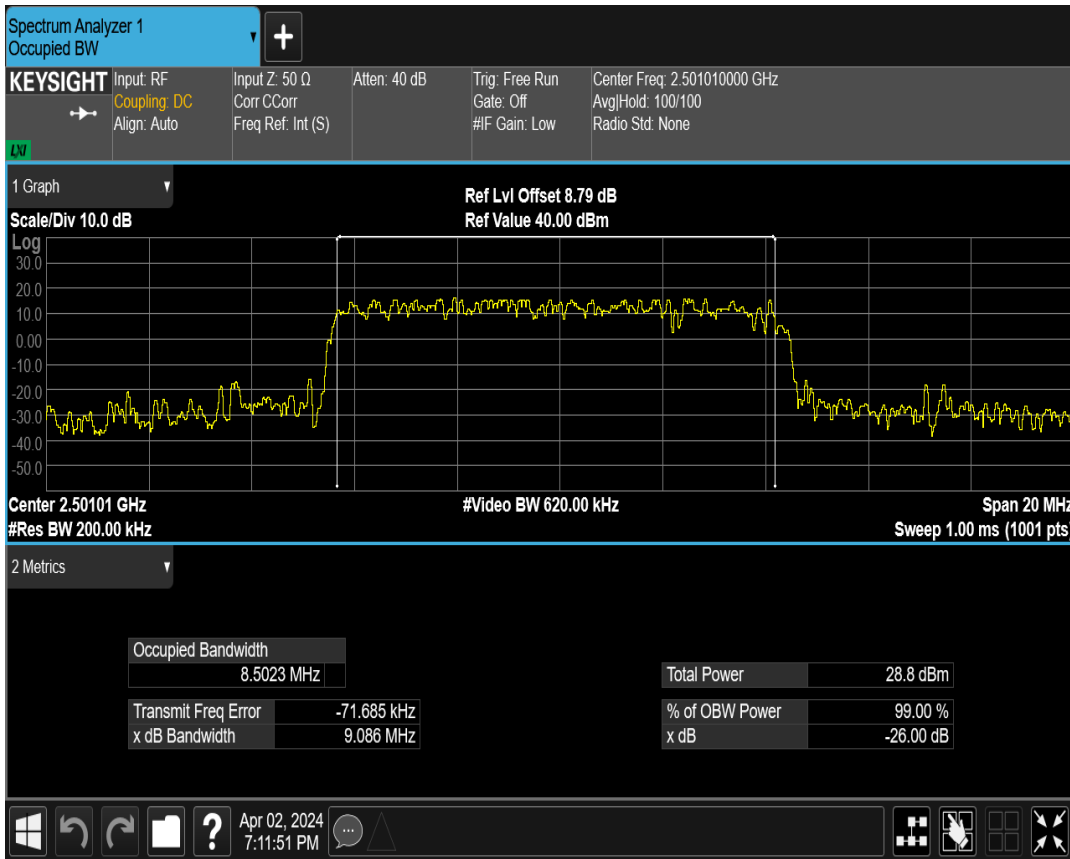 Spectrum Analyzer 1
Occupied BW
+
KEYSIGHT Input: RF Input Z: 50 Ω Atten: 40 dB Trig: Free Run Center Freq: 2.501010000 GHz
Coupling: DC Corr CCorr Gate: Off Avg|Hold: 100/100
Align: Auto Freq Ref: Int (S) #IF Gain: Low Radio Std: None
LXI
1 Graph
Ref Lvl Offset 8.79 dB
Scale/Div 10.0 dB Ref Value 40.00 dBm
Log
30.0
20.0
10.0
0.00
-10.0
-20.0
-30.0
-40.0
-50.0
Center 2.50101 GHz #Video BW 620.00 kHz Span 20 MHz
#Res BW 200.00 kHz Sweep 1.00 ms (1001 pts)
2 Metrics
Occupied Bandwidth
8.5023 MHz Total Power 28.8 dBm
Transmit Freq Error -71.685 kHz % of OBW Power 99.00 %
x dB Bandwidth 9.086 MHz x dB -26.00 dB
? Apr 02, 2024
7:11:51 PM